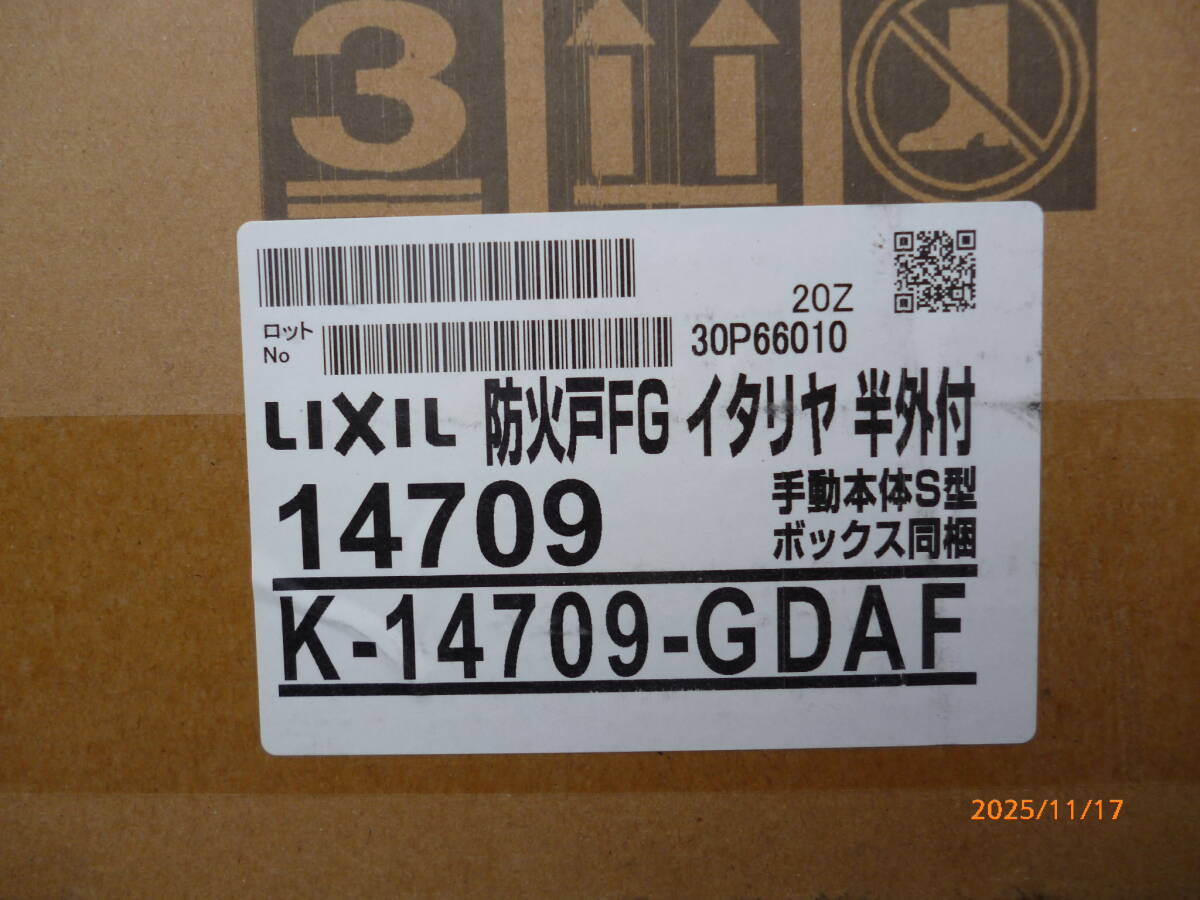 3
20Z
ロット
No
30P66010
LIXIL 防火戸FG イタリヤ 半外付
14709
手動本体S型
ボックス同梱
K-14709-GDAF
2025/11/17